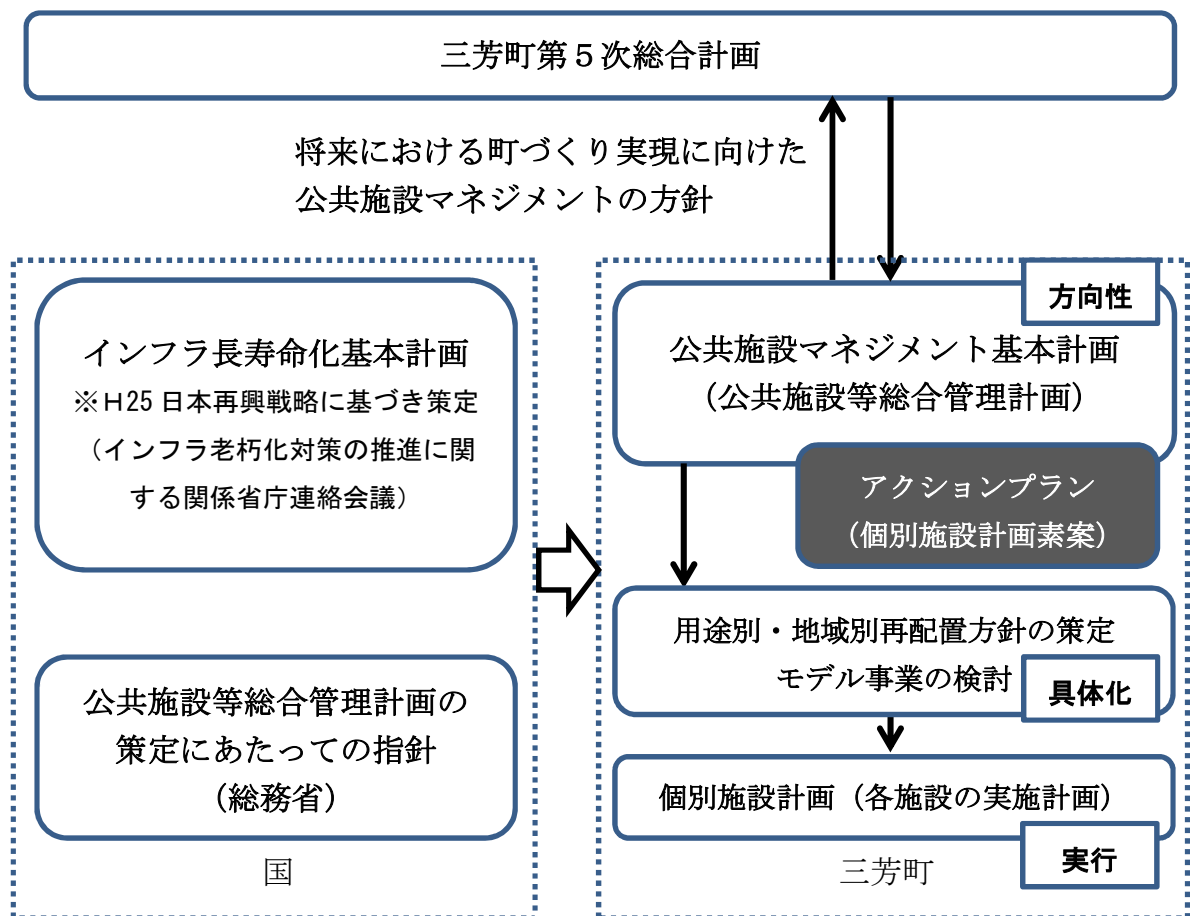 三芳町第５次総合計画
将来における町づくり実現に向けた
公共施設マネジメントの方針
インフラ長寿命化基本計画
※Ｈ25 日本再興戦略に基づき策定
（インフラ老朽化対策の推進に関
する関係省庁連絡会議）
公共施設等総合管理計画の
策定にあたっての指針
（総務省）
国
方向性
公共施設マネジメント基本計画
（公共施設等総合管理計画）
アクションプラン
（個別施設計画素案）
用途別・地域別再配置方針の策定
モデル事業の検討
具体化
個別施設計画（各施設の実施計画）
実行
三芳町